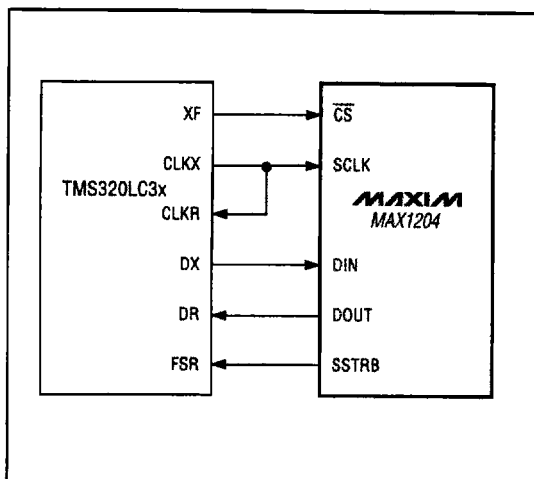 XF
CLKX
TMS320LC3x
CLKR
DX
DR
FSR
CS
SCLK
MAXIM
MAX1204
DIN
DOUT
SSTRB